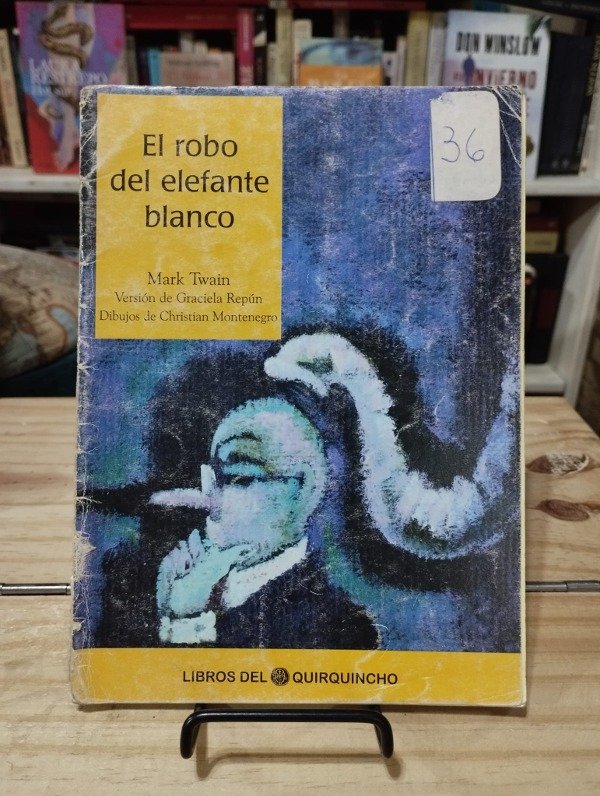 El robo
del elefante
blanco
Mark Twain
Versión de Graciela Repún
Dibujos de Christian Montenegro
36
LIBROS DEL QUIRQUINCHO
DON WINSLOW
INVIERNO